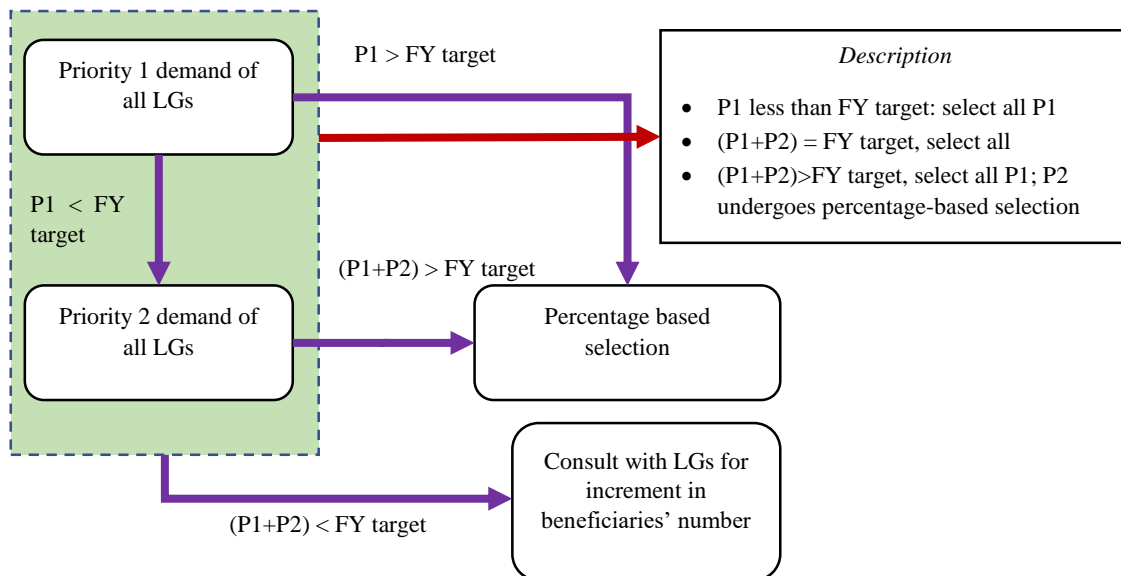 Priority 1 demand of
all LGs
P1 > FY target
Description
• P1 less than FY target: select all P1
• (P1+P2) = FY target, select all
• (P1+P2)>FY target, select all P1; P2
undergoes percentage-based selection
P1 < FY
target
(P1+P2) > FY target
Priority 2 demand of
all LGs
Percentage based
selection
Consult with LGs for
increment in
beneficiaries’ number
(P1+P2) < FY target